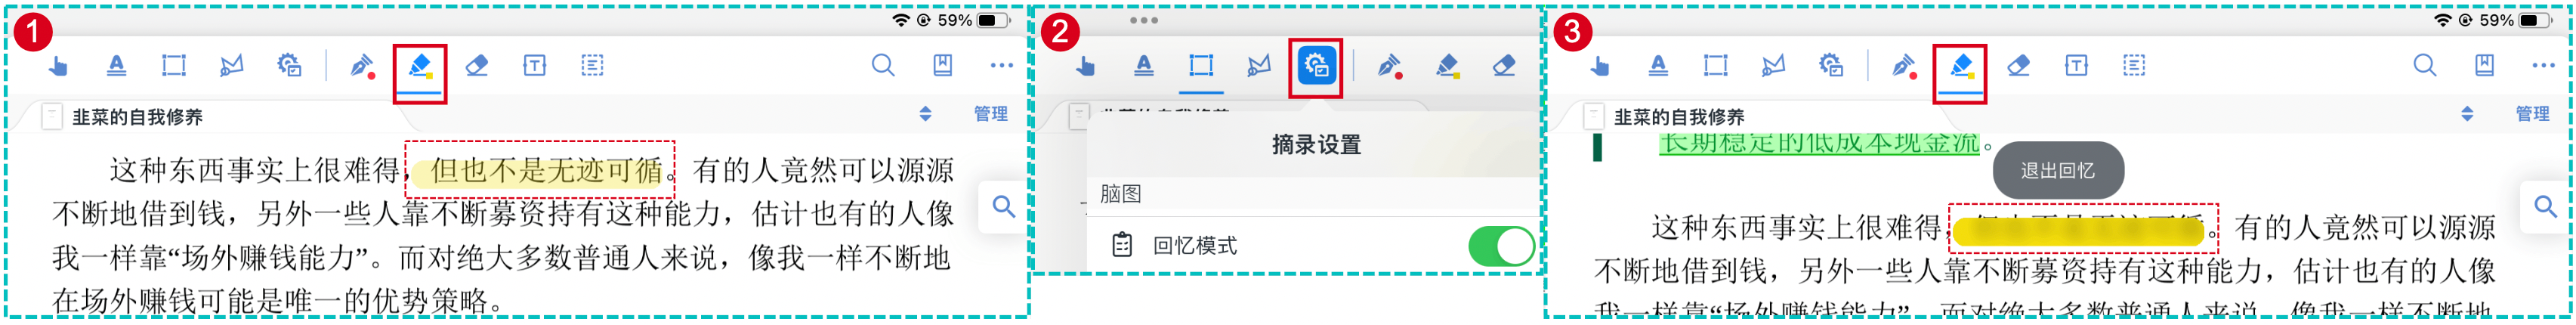 1
59%
管理
韭菜的自我修养
这种东西事实上很难得，但也不是无迹可循。有的人竟然可以源源
不断地借到钱，另外一些人靠不断募资持有这种能力，估计也有的人像
我一样靠“场外赚钱能力”。而对绝大多数普通人来说，像我一样不断地
在场外赚钱可能是唯一的优势策略。
2
摘录设置
脑图
回忆模式
3
59%
韭菜的自我修养
管理
长期稳定的低成本现金流。
退出回忆
这种东西事实上很难得，
。有的人竟然可以源源
不断地借到钱，另外一些人靠不断募资持有这种能力，估计也有的人像
我一样靠“场外赚钱能力”。而对绝大多数普通人来说，像我一样不断地